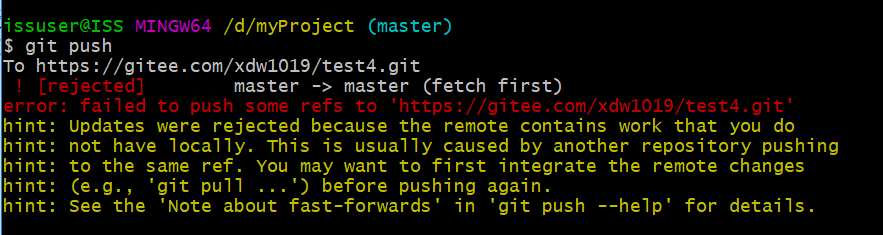 issuser@ISS MINGW64 /d/myProject (master)
$ git push
To https://gitee.com/xdw1019/test4.git
 ! [rejected]        master -> master (fetch first)
error: failed to push some refs to 'https://gitee.com/xdw1019/test4.git'
hint: Updates were rejected because the remote contains work that you do
hint: not have locally. This is usually caused by another repository pushing
hint: to the same ref. You may want to first integrate the remote changes
hint: (e.g., 'git pull ...') before pushing again.
hint: See the 'Note about fast-forwards' in 'git push --help' for details.